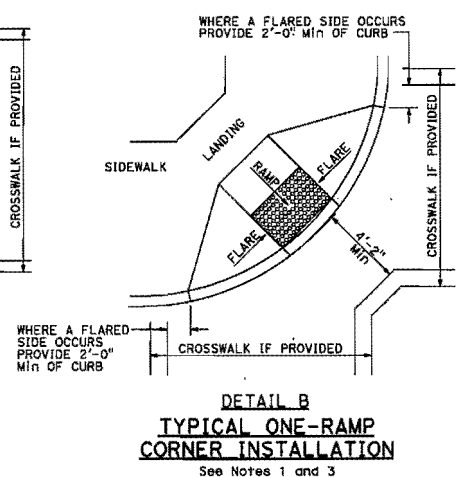 WHERE A FLARED SIDE OCCURS
PROVIDE 2'-0" Min OF CURB
CROSSWALK IF PROVIDED
LANDING
SIDEWALK
RAMP
FLARE
FLARE
4'-2"
Min
CROSSWALK IF PROVIDED
WHERE A FLARED
SIDE OCCURS
PROVIDE 2'-0"
Min OF CURB
CROSSWALK IF PROVIDED
DETAIL B
TYPICAL ONE-RAMP
CORNER INSTALLATION
See Notes 1 and 3